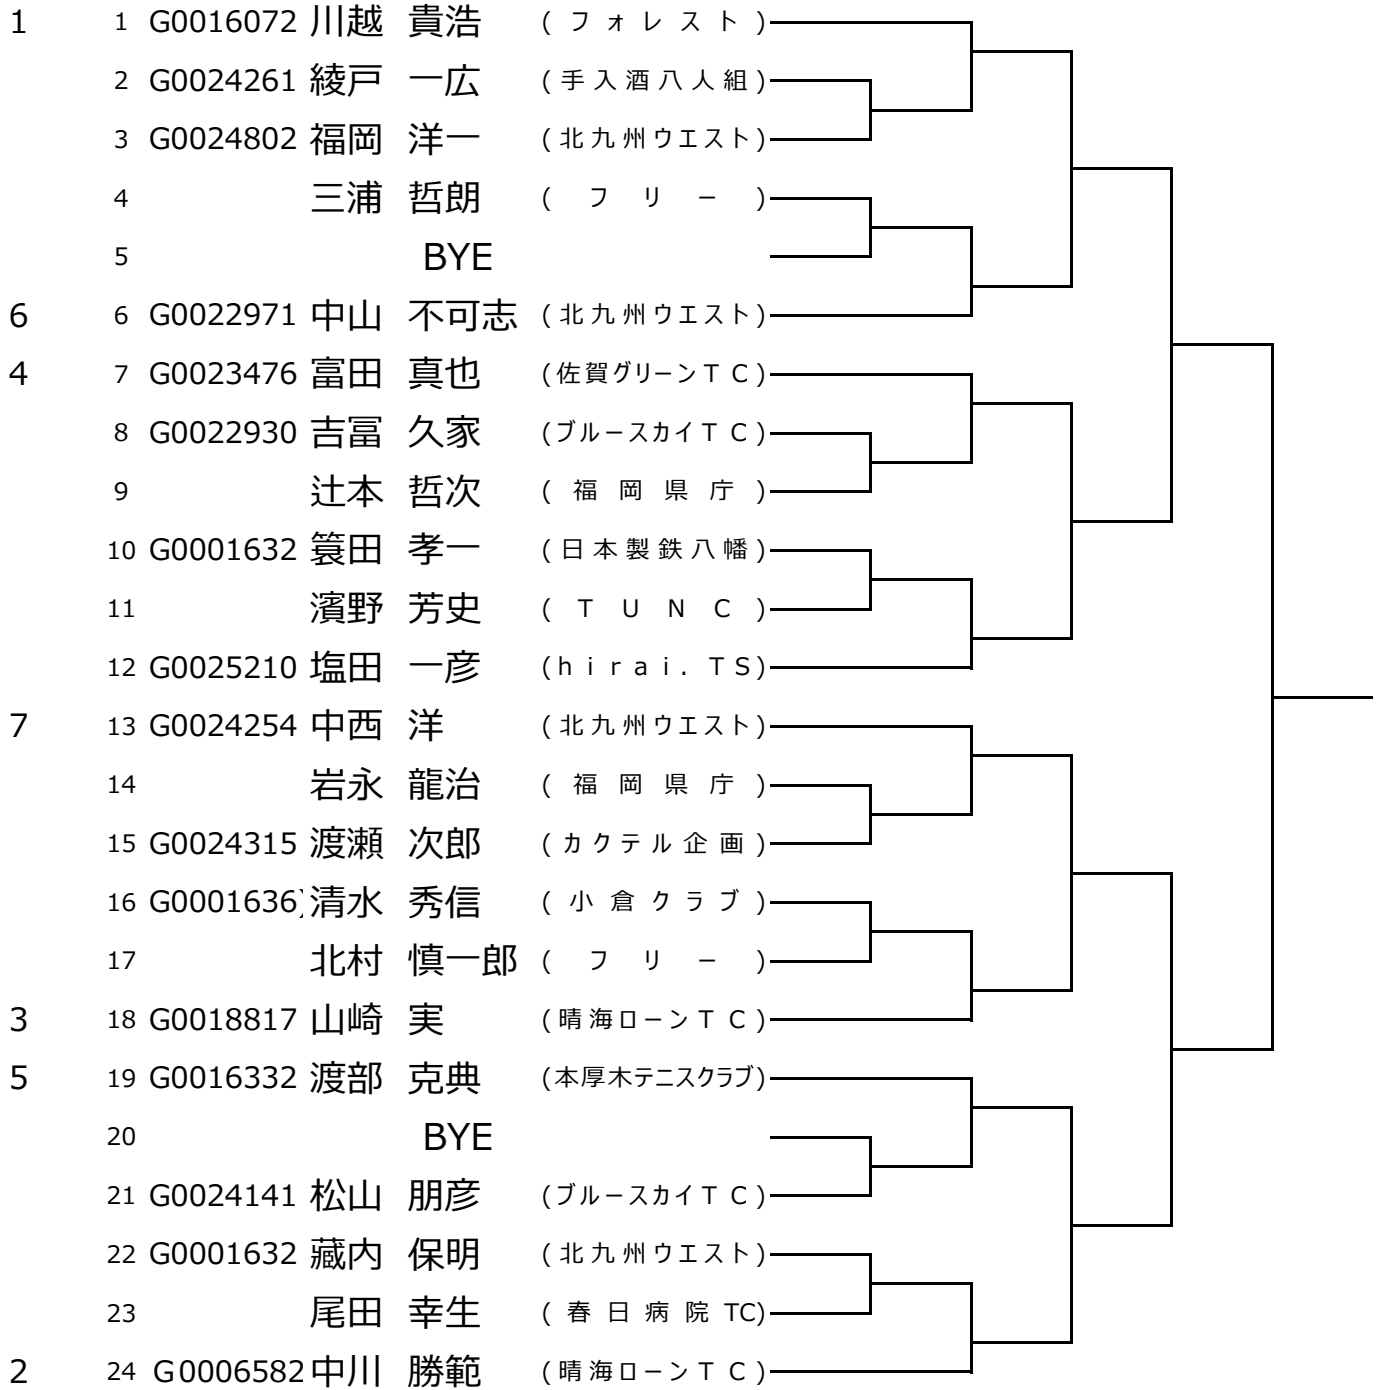 1 1 G0016072 川越 貴浩 (フォレスト)
2 G0024261 綾戸 一広 (手入酒八人組)
3 G0024802 福岡 洋一 (北九州ウエスト)
4 三浦 哲朗 (フリー)
5 BYE
6 6 G0022971 中山 不可志 (北九州ウエスト)
4 7 G0023476 富田 真也 (佐賀グリーンTC)
8 G0022930 吉冨 久家 (ブルースカイTC)
9 辻本 哲次 (福岡県庁)
10 G0001632 簑田 孝一 (日本製鉄八幡)
11 濱野 芳史 (TUNC)
12 G0025210 塩田 一彦 (hirai.TS)
7 13 G0024254 中西 洋 (北九州ウエスト)
14 岩永 龍治 (福岡県庁)
15 G0024315 渡瀬 次郎 (カクテル企画)
16 G0001636 清水 秀信 (小倉クラブ)
17 北村 慎一郎 (フリー)
3 18 G0018817 山崎 実 (晴海ローンTC)
5 19 G0016332 渡部 克典 (本厚木テニスクラブ)
20 BYE
21 G0024141 松山 朋彦 (ブルースカイTC)
22 G0001632 藏内 保明 (北九州ウエスト)
23 尾田 幸生 (春日病院TC)
2 24 G0006582 中川 勝範 (晴海ローンTC)